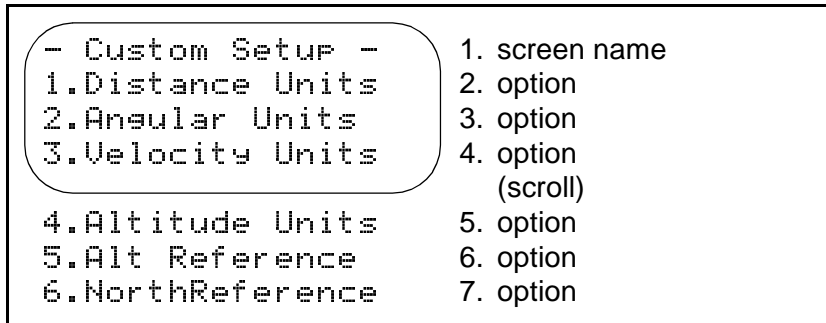 - Custom Setup - 1. screen name
1.Distance Units 2. option
2.Angular Units 3. option
3.Velocity Units 4. option
(scroll)
4.Altitude Units 5. option
5.Alt Reference 6. option
6.NorthReference 7. option